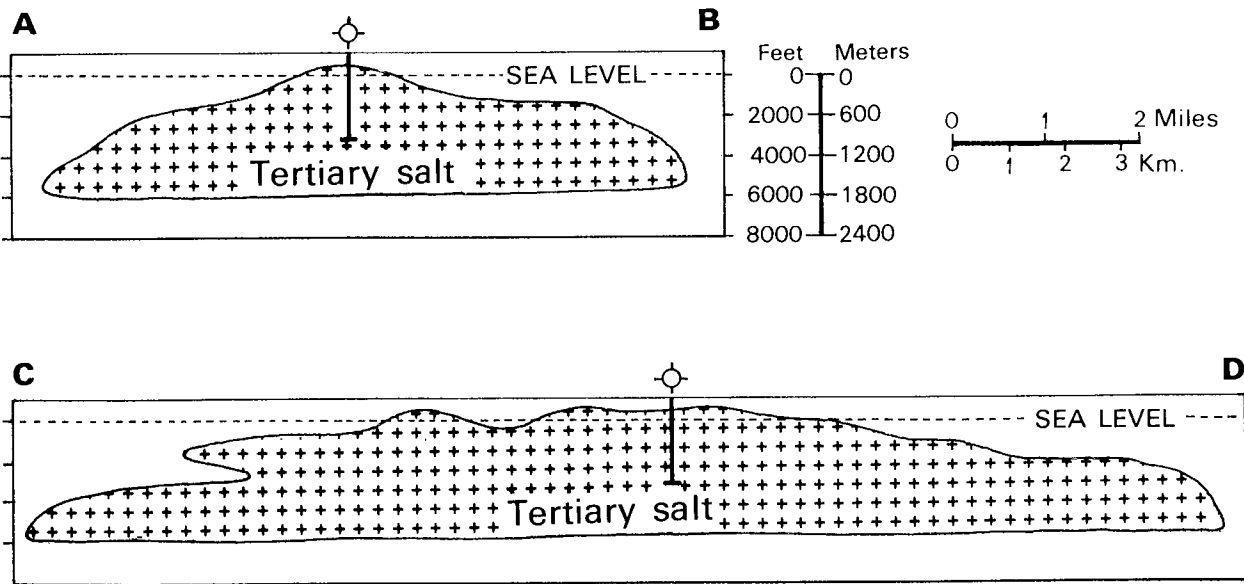 A
B
SEA LEVEL
Tertiary salt
Feet Meters
0 0
2000 600
4000 1200
6000 1800
8000 2400
0 1 2 Miles
0 1 2 3 Km.
C
D
SEA LEVEL
Tertiary salt